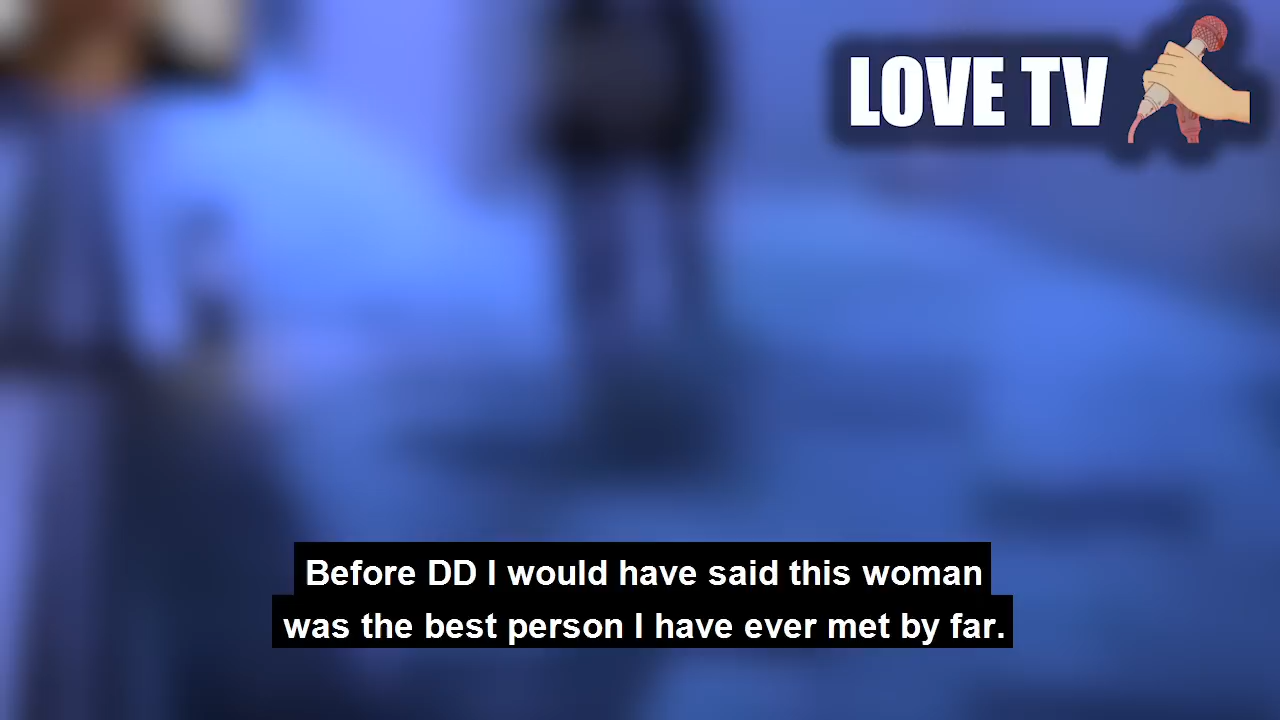 LOVE TV
Before DD I would have said this woman
was the best person I have ever met by far.